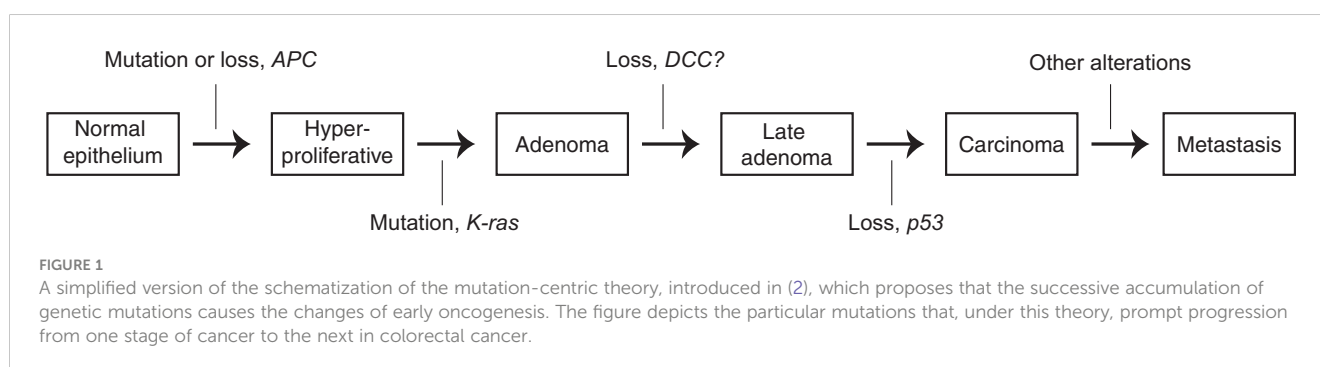 Mutation or loss, APC
Loss, DCC?
Other alterations
Normal
epithelium
Hyper-
proliferative
Adenoma
Late
adenoma
Carcinoma
Metastasis
Mutation, K-ras
Loss, p53
FIGURE 1
A simplified version of the schematization of the mutation-centric theory, introduced in (2), which proposes that the successive accumulation of
genetic mutations causes the changes of early oncogenesis. The figure depicts the particular mutations that, under this theory, prompt progression
from one stage of cancer to the next in colorectal cancer.